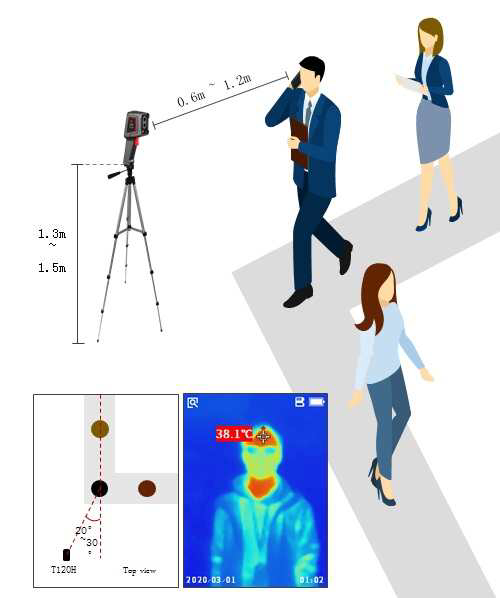 0.6m ~ 1.2m
1.3m
~
1.5m
38.1℃
20°
~30
°
T120H
Top view
2020-03-01
01:02